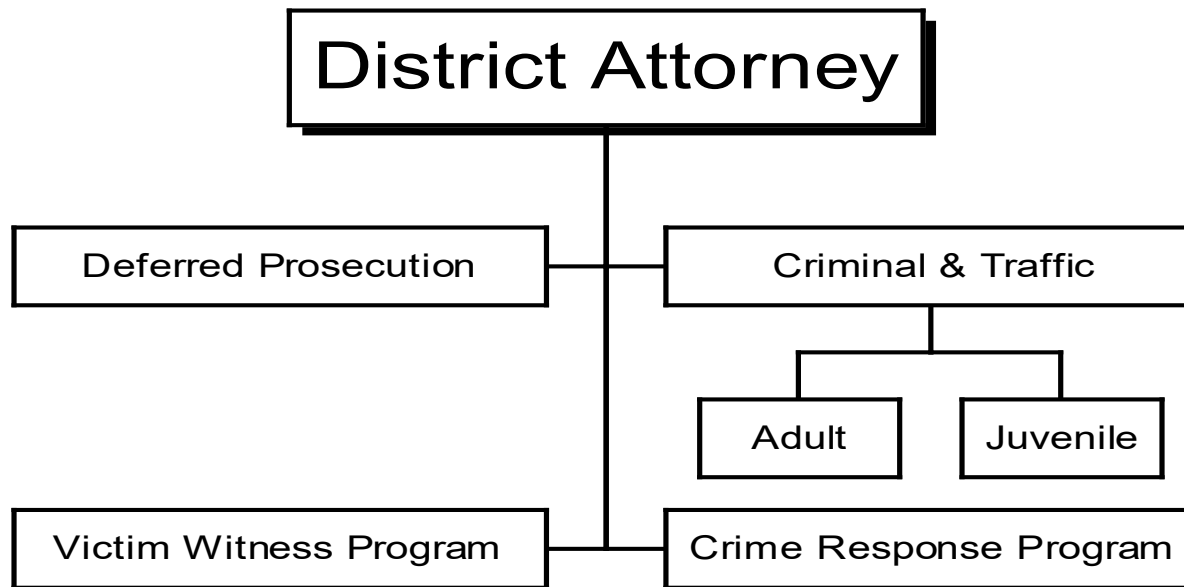 District Attorney
Deferred Prosecution
Criminal & Traffic
Adult
Juvenile
Victim Witness Program
Crime Response Program